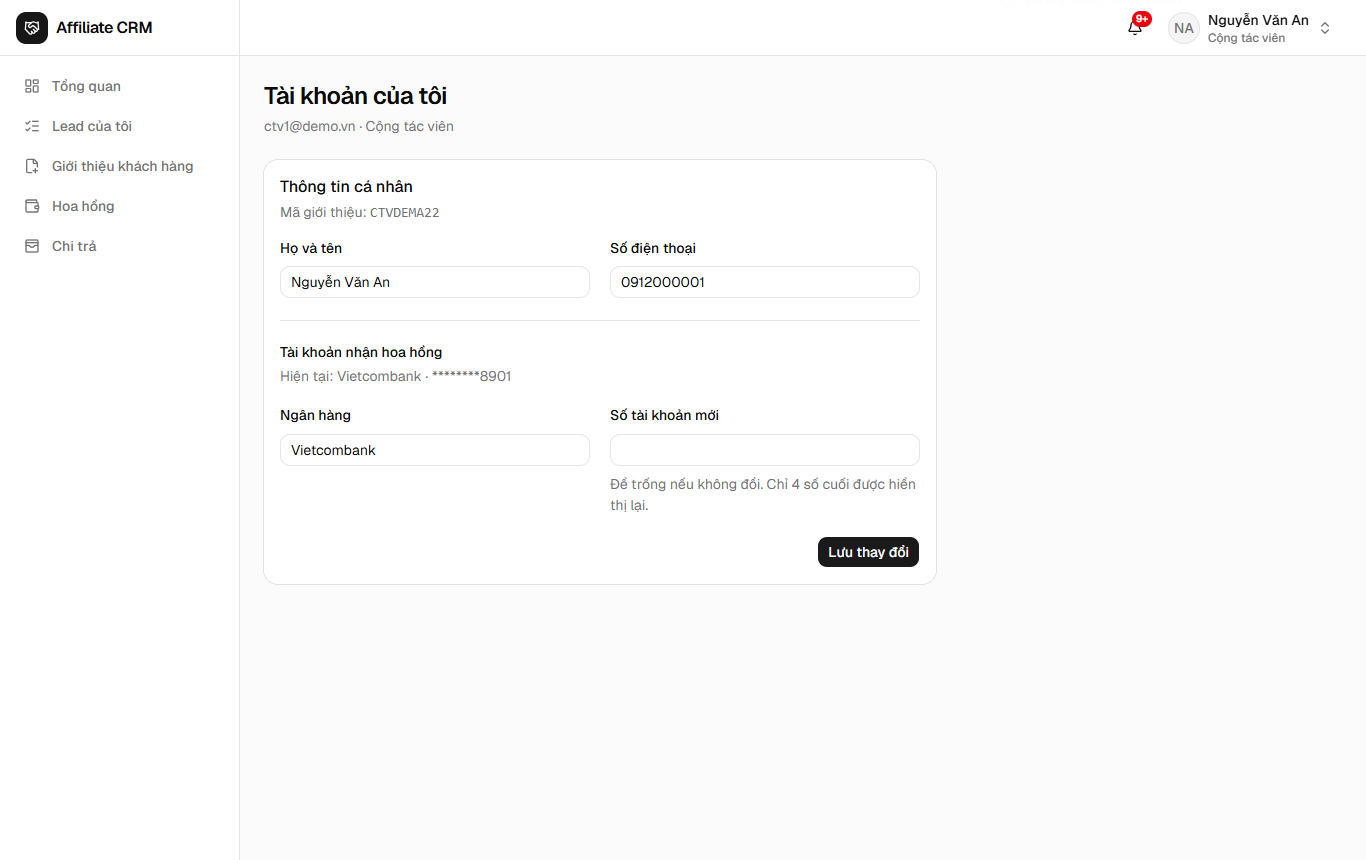 Affiliate CRM
9+
NA
Nguyễn Văn An
Cộng tác viên
Tổng quan
Lead của tôi
Giới thiệu khách hàng
Hoa hồng
Chi trả
Tài khoản của tôi
ctv1@demo.vn · Cộng tác viên
Thông tin cá nhân
Mã giới thiệu: CTVDEMA22
Họ và tên
Số điện thoại
Nguyễn Văn An
0912000001
Tài khoản nhận hoa hồng
Hiện tại: Vietcombank · ********8901
Ngân hàng
Số tài khoản mới
Vietcombank
Để trống nếu không đổi. Chỉ 4 số cuối được hiển
thị lại.
Lưu thay đổi